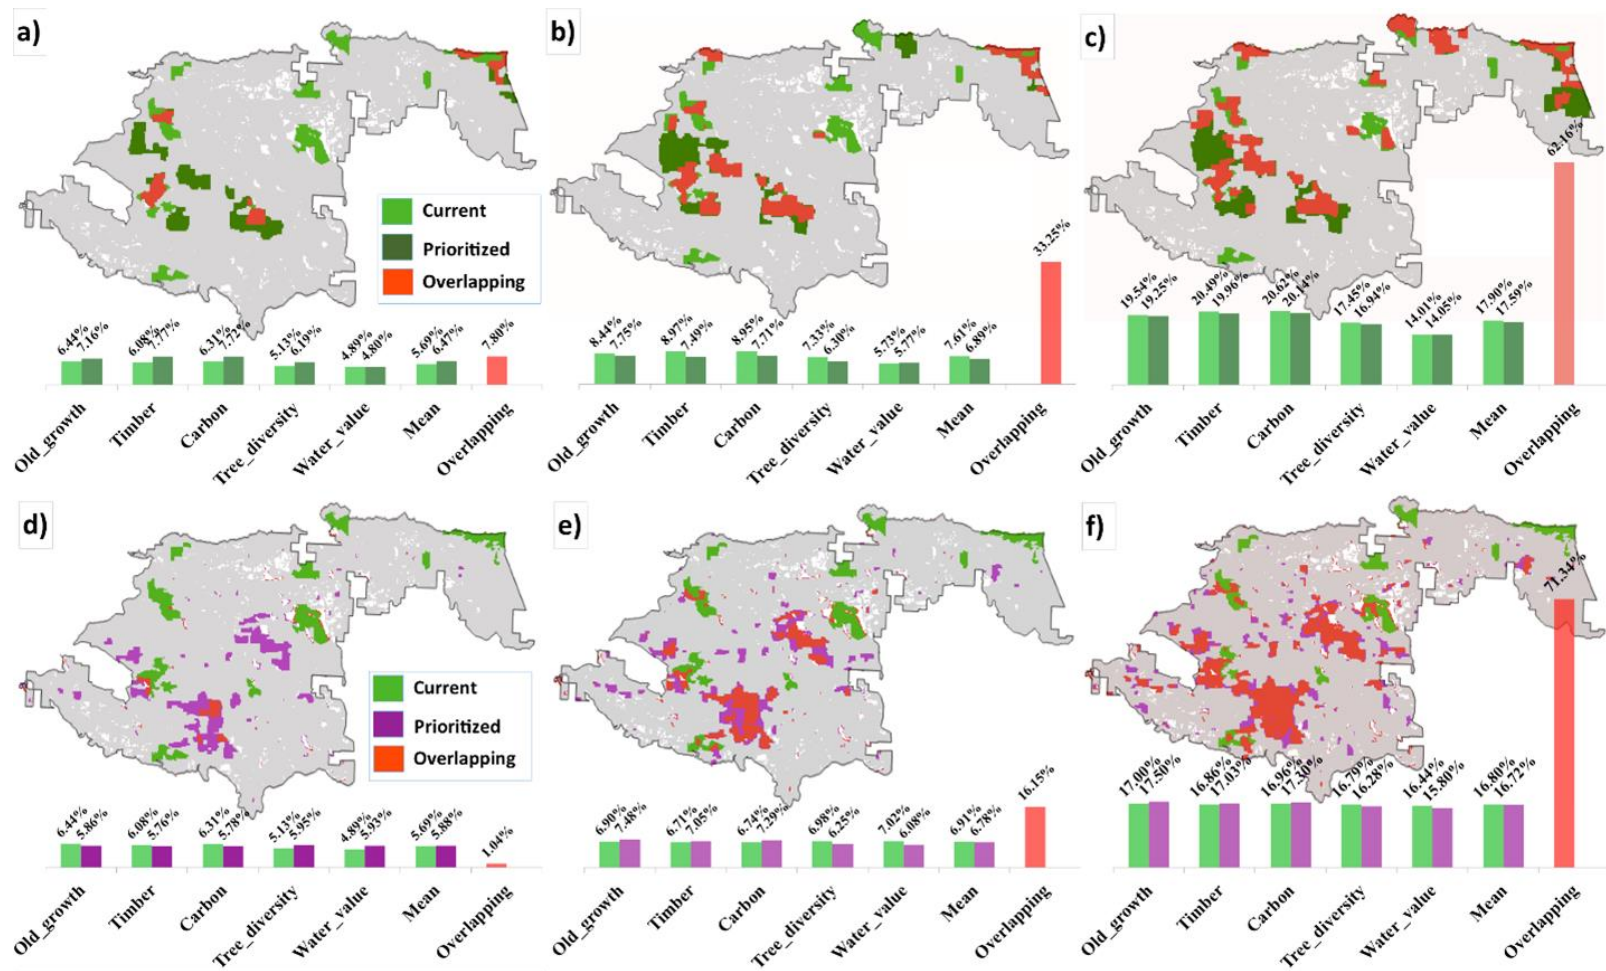 a)
Current
Prioritized
Overlapping
6.44%
7.16%
6.08%
7.77%
6.31%
7.72%
5.13%
6.19%
4.89%
4.80%
5.69%
6.47%
7.80%
Old_growth
Timber
Carbon
Tree_diversity
Water_value
Mean
Overlapping
b)
8.44%
7.75%
8.97%
7.49%
8.95%
7.71%
7.33%
6.30%
5.73%
5.77%
7.61%
6.89%
33.25%
Old_growth
Timber
Carbon
Tree_diversity
Water_value
Mean
Overlapping
c)
19.54%
19.25%
20.49%
19.96%
20.62%
20.14%
17.45%
16.94%
14.01%
14.05%
17.90%
17.59%
62.16%
Old_growth
Timber
Carbon
Tree_diversity
Water_value
Mean
Overlapping
d)
Current
Prioritized
Overlapping
6.44%
5.86%
6.08%
5.76%
6.31%
5.78%
5.13%
5.95%
4.89%
5.93%
5.69%
5.88%
1.04%
Old_growth
Timber
Carbon
Tree_diversity
Water_value
Mean
Overlapping
e)
6.90%
7.48%
6.71%
7.05%
6.74%
7.29%
6.98%
6.25%
7.02%
6.08%
6.91%
6.78%
16.15%
Old_growth
Timber
Carbon
Tree_diversity
Water_value
Mean
Overlapping
f)
17.00%
17.50%
16.86%
17.03%
16.96%
17.30%
16.79%
16.28%
16.44%
15.80%
16.80%
16.72%
71.34%
Old_growth
Timber
Carbon
Tree_diversity
Water_value
Mean
Overlapping